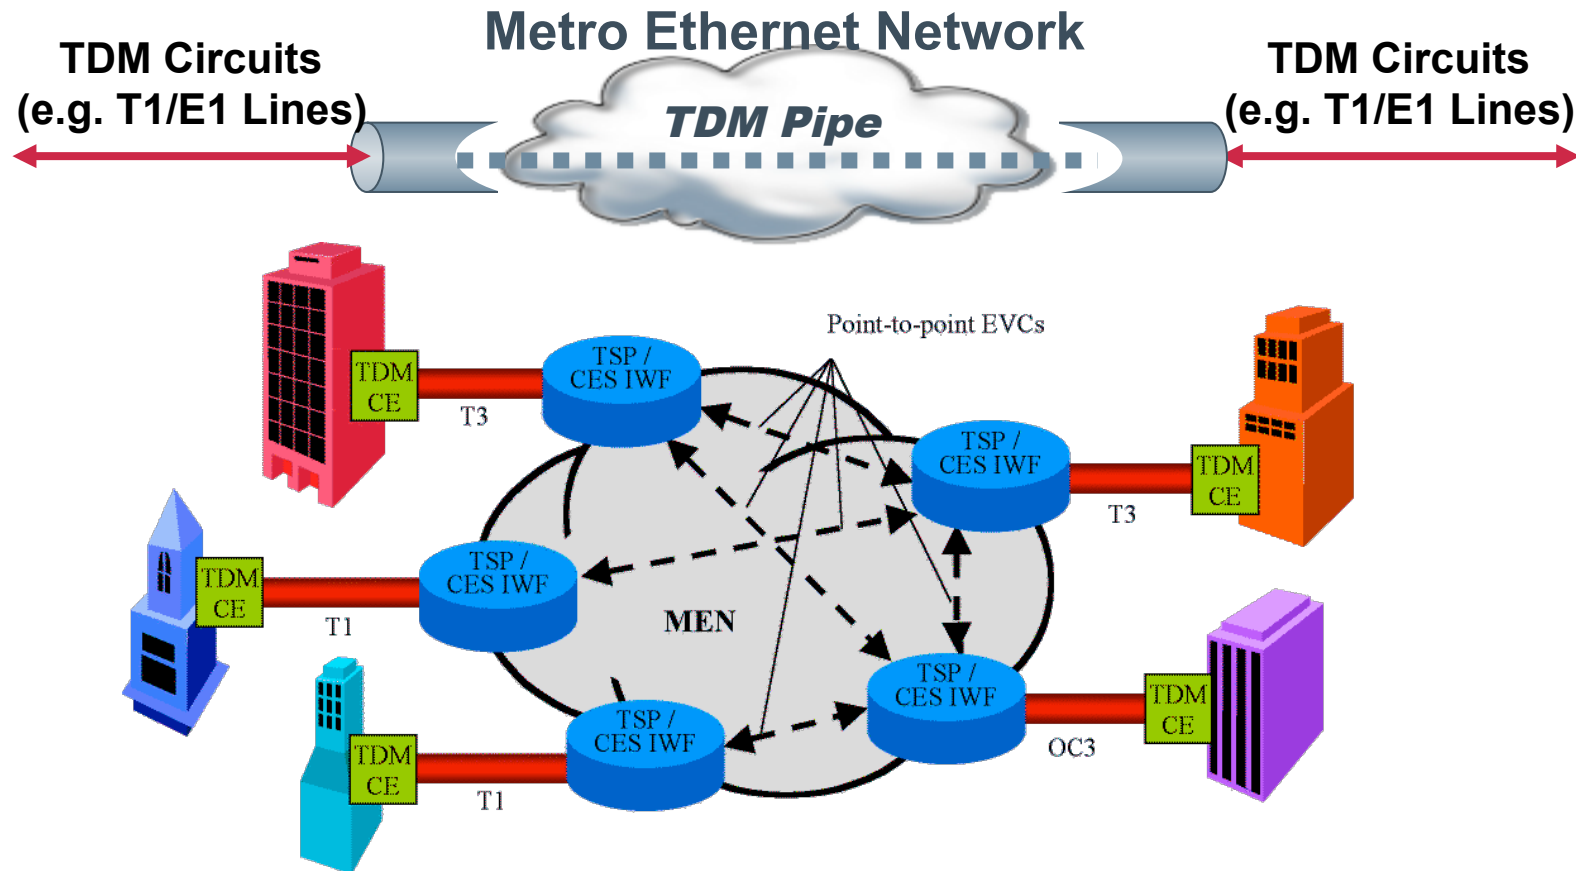 Metro Ethernet Network
TDM Circuits
(e.g. T1/E1 Lines)
TDM Pipe
TDM Circuits
(e.g. T1/E1 Lines)
Point-to-point EVCs
TDM
CE
T3
TSP /
CES IWF
TSP /
CES IWF
T3
TDM
CE
TDM
CE
T1
TSP /
CES IWF
MEN
TSP /
CES IWF
OC3
TDM
CE
TDM
CE
T1
TSP /
CES IWF